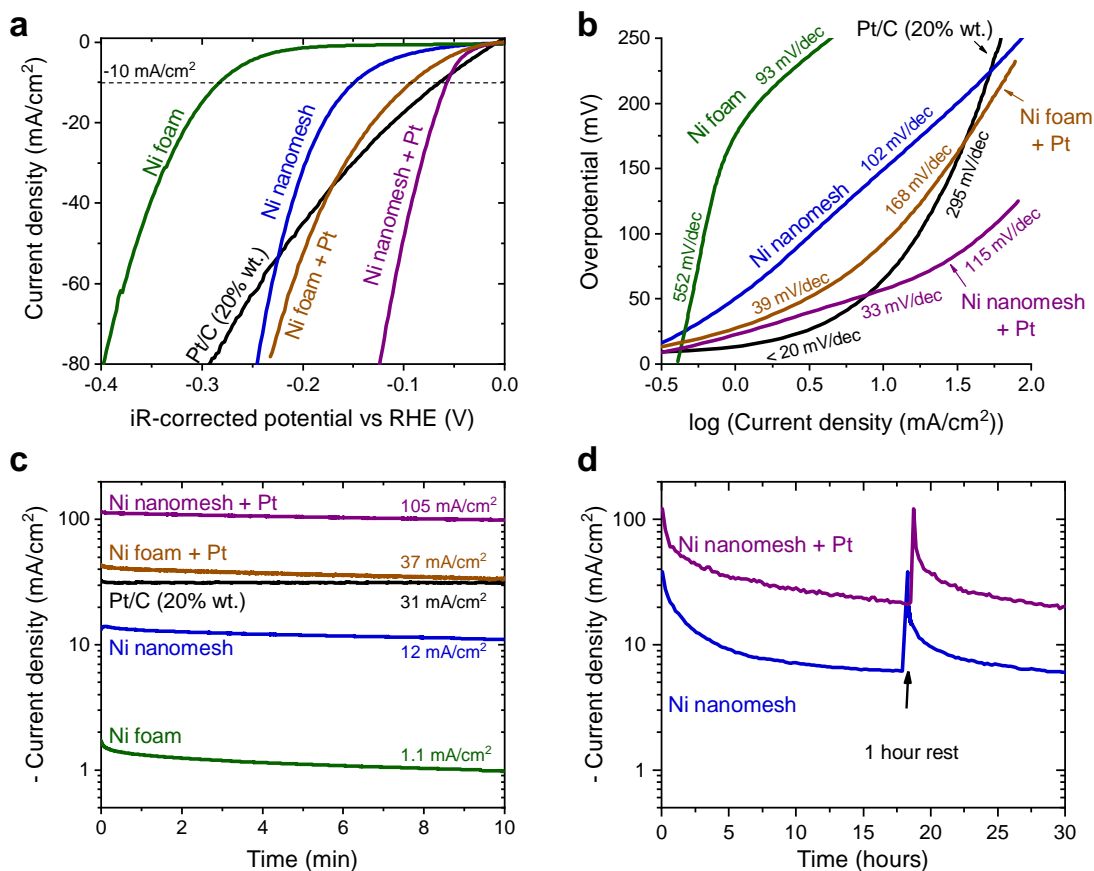 a
Current density (mA/cm²)
0
-20
-40
-60
-80
-10 mA/cm²
Ni foam
Ni nanomesh
Ni nanomesh + Pt
Ni foam + Pt
Pt/C (20% wt.)
-0.4
-0.3
-0.2
-0.1
0.0
iR-corrected potential vs RHE (V)
b
Overpotential (mV)
250
200
150
100
50
0
Pt/C (20% wt.)
93 mV/dec
Ni foam
552 mV/dec
Ni nanomesh
102 mV/dec
168 mV/dec
295 mV/dec
Ni foam
+ Pt
39 mV/dec
33 mV/dec
115 mV/dec
< 20 mV/dec
Ni nanomesh
+ Pt
-0.5
0.0
0.5
1.0
1.5
2.0
log (Current density (mA/cm²))
c
- Current density (mA/cm²)
100
10
1
Ni nanomesh + Pt
105 mA/cm²
Ni foam + Pt
37 mA/cm²
Pt/C (20% wt.)
31 mA/cm²
Ni nanomesh
12 mA/cm²
Ni foam
1.1 mA/cm²
0
2
4
6
8
10
Time (min)
d
- Current density (mA/cm²)
100
10
1
Ni nanomesh + Pt
Ni nanomesh
1 hour rest
0
5
10
15
20
25
30
Time (hours)